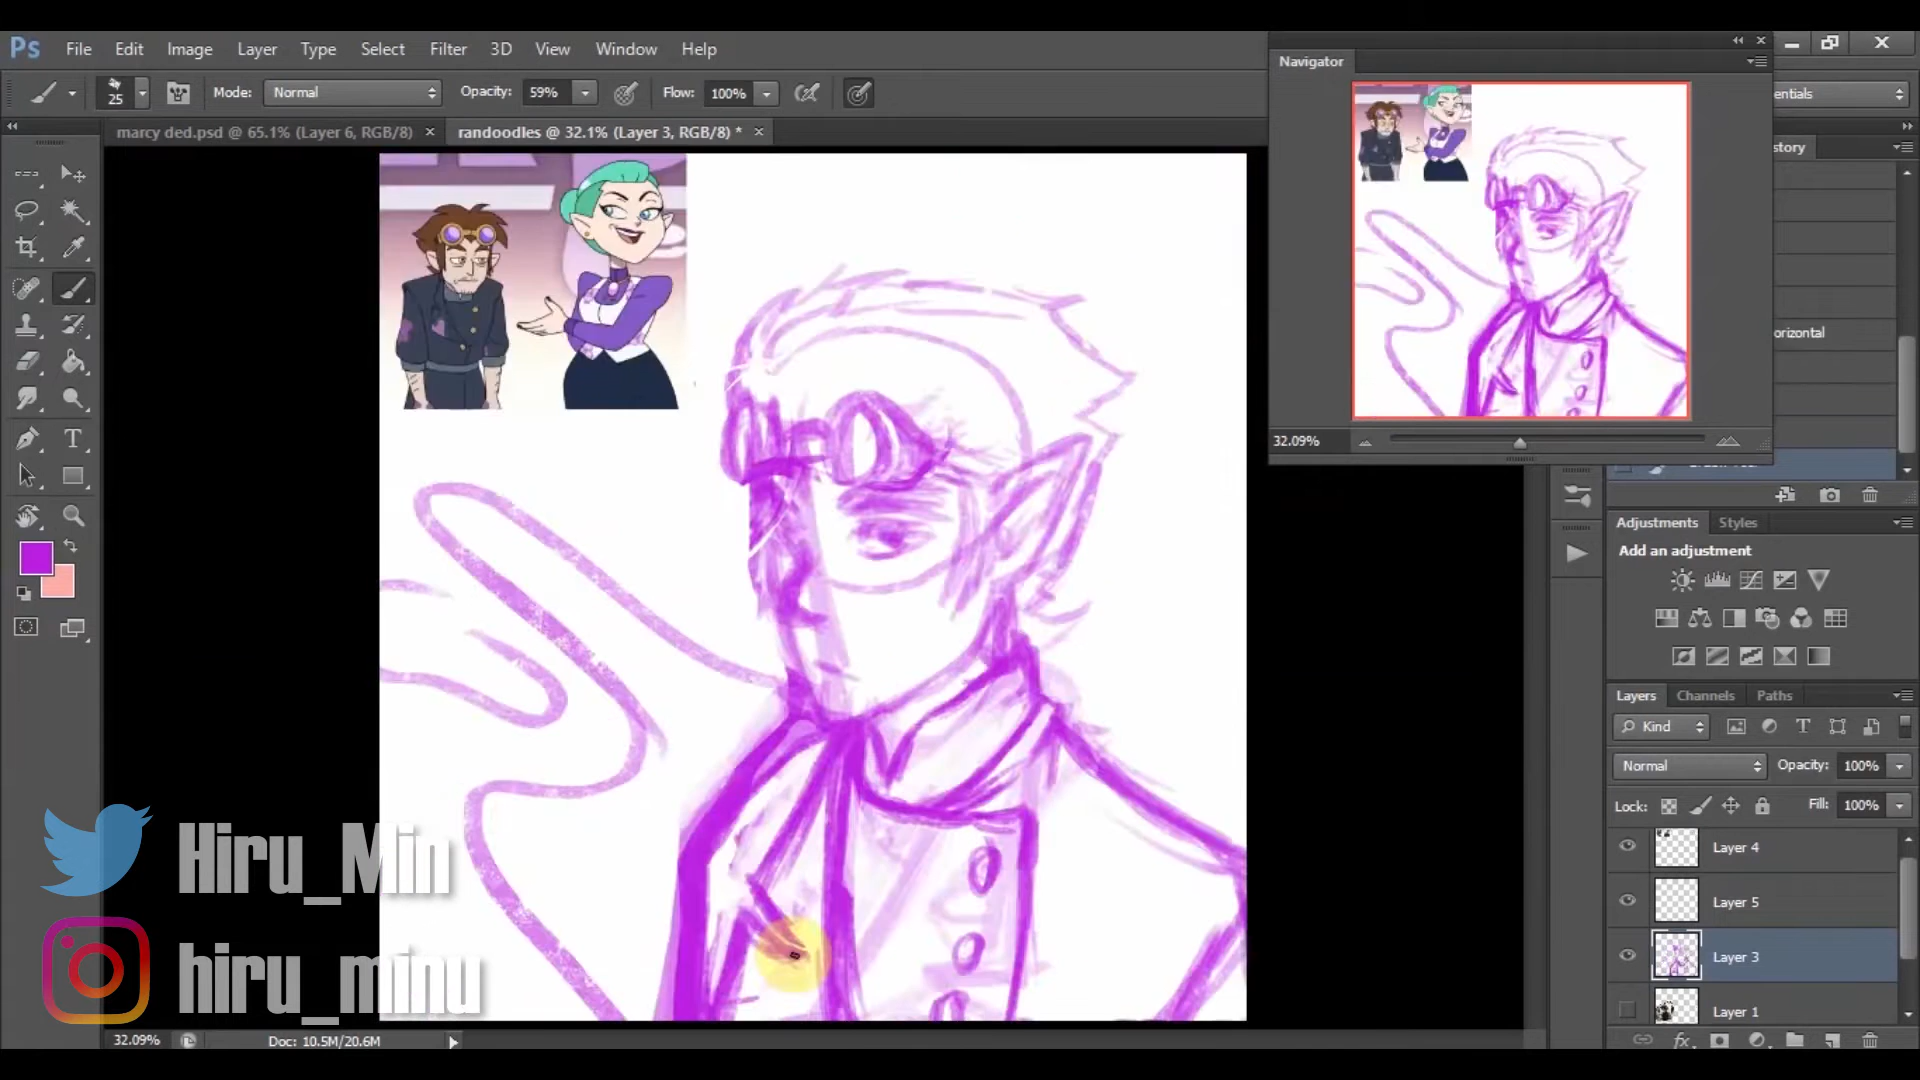 Ps File Edit Image Layer Type Select Filter 3D View Window Help
25 Mode: Normal Opacity: 59% Flow: 100%
Navigator
entials
marcy ded.psd @ 65.1% (Layer 6, RGB/8) × randoodles @ 32.1% (Layer 3, RGB/8) * ×
story
orizontal
32.09%
Adjustments Styles
Add an adjustment
Layers Channels Paths
Kind
Normal Opacity: 100%
Lock: Fill: 100%
Layer 4
Layer 5
Layer 3
Layer 1
Hiru_Min
hiru_minu
32.09% Doc: 10.5M/20.6M